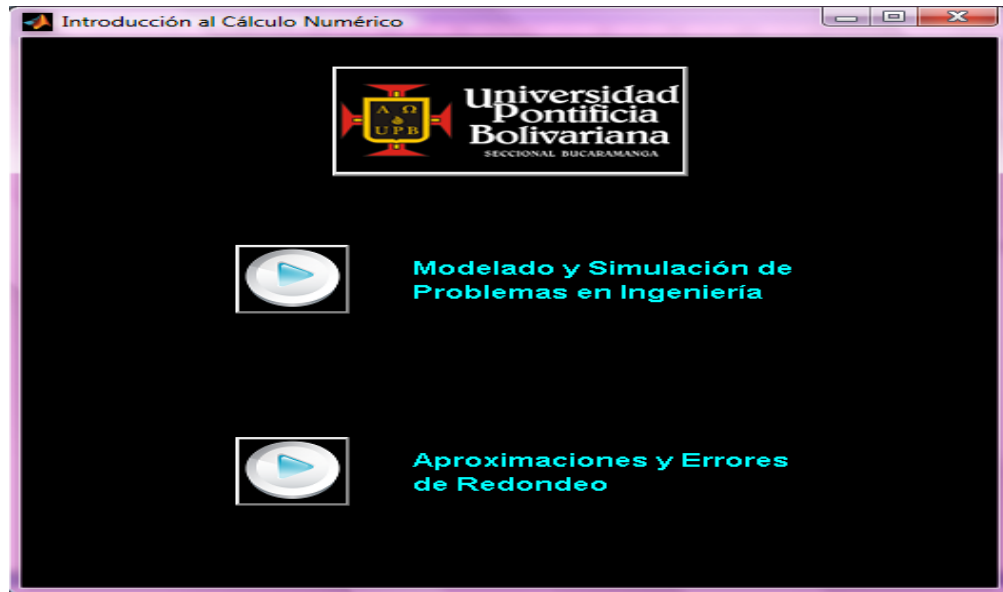 Introducción al Cálculo Numérico
Α Ω
UPB
Universidad
Pontificia
Bolivariana
SECCIONAL BUCARAMANGA
Modelado y Simulación de
Problemas en Ingeniería
Aproximaciones y Errores
de Redondeo